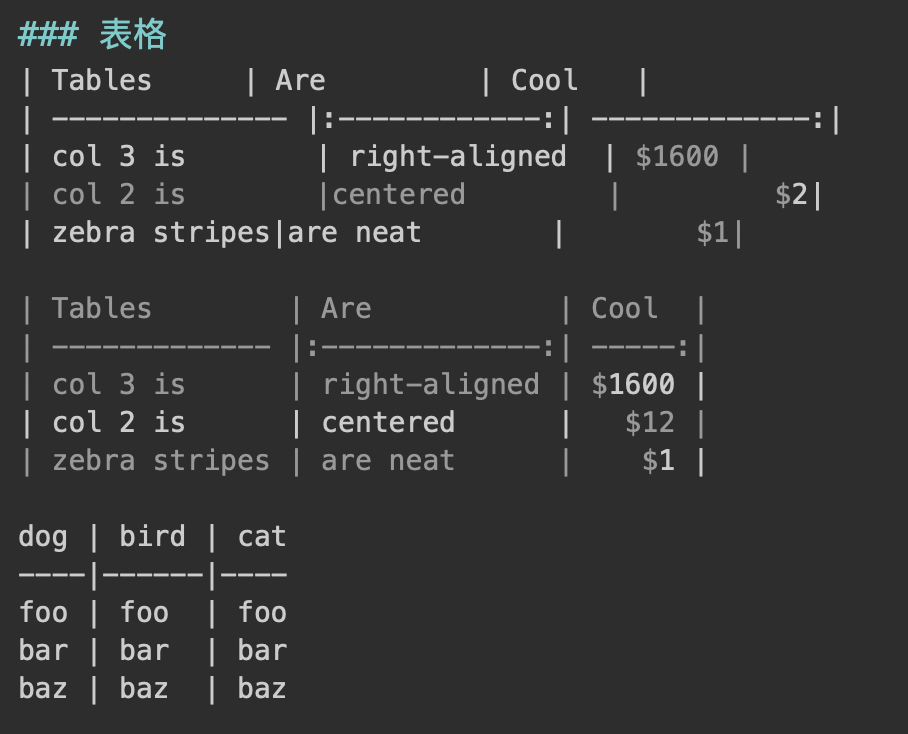 ### 表格
| Tables      | Are         | Cool   |
| -------------- |:------------:| -------------:|
| col 3 is        | right-aligned  | $1600 |
| col 2 is        |centered         |         $2|
| zebra stripes|are neat        |        $1|

| Tables        | Are           | Cool  |
| ------------- |:-------------:| -----:|
| col 3 is      | right-aligned | $1600 |
| col 2 is      | centered      |   $12 |
| zebra stripes | are neat      |    $1 |

dog | bird | cat
----|------|----
foo | foo  | foo
bar | bar  | bar
baz | baz  | baz